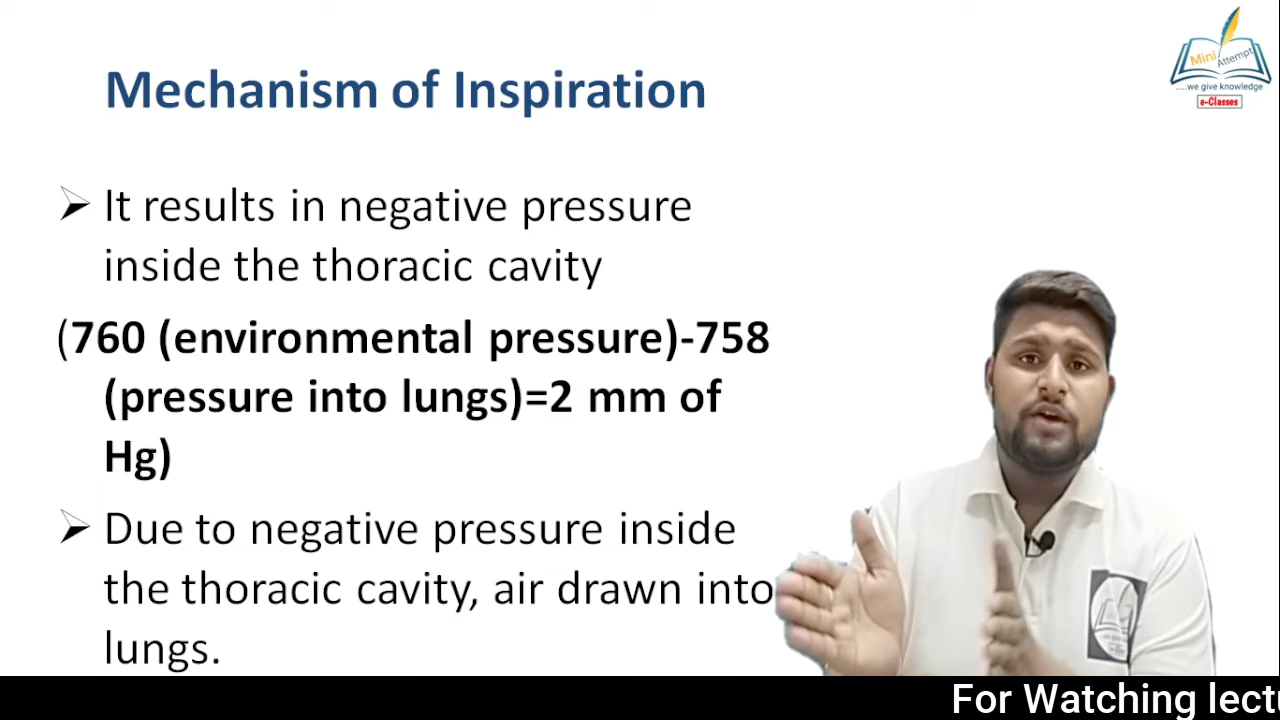 Mechanism of Inspiration
Mini Attempt
.....we give knowledge
e-Classes
➢ It results in negative pressure
inside the thoracic cavity
(760 (environmental pressure)-758
(pressure into lungs)=2 mm of
Hg)
➢ Due to negative pressure inside
the thoracic cavity, air drawn into
lungs.
For Watching lect